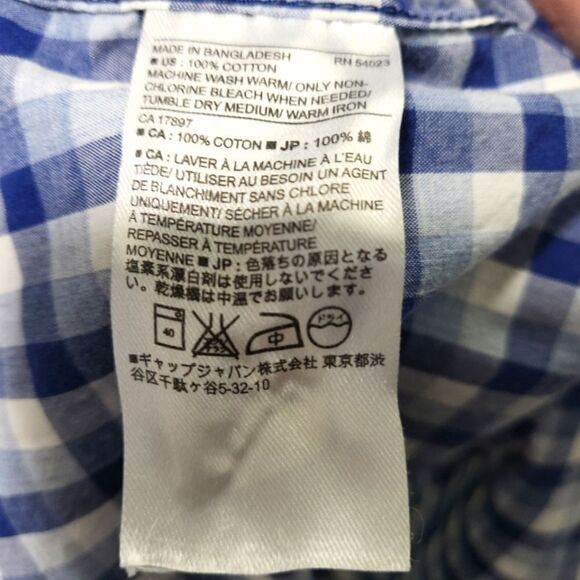 MADE IN BANGLADESH RN 54023
■ US : 100% COTTON
MACHINE WASH WARM/ ONLY NON-
CHLORINE BLEACH WHEN NEEDED/
TUMBLE DRY MEDIUM/ WARM IRON
CA 17897
■ CA : 100% COTON ■ JP : 100% 綿
■ CA : LAVER À LA MACHINE À L'EAU
TIÈDE/ UTILISER AU BESOIN UN AGENT
DE BLANCHIMENT SANS CHLORE
UNIQUEMENT/ SÉCHER À LA MACHINE
À TEMPÉRATURE MOYENNE/
REPASSER À TEMPÉRATURE
MOYENNE ■ JP : 色落ちの原因となる
塩素系漂白剤は使用しないでくださ
い。乾燥機は中温でお願いします。
40 エンソ サラシ 中 ドライ
■ギャップジャパン株式会社 東京都渋
谷区千駄ヶ谷5-32-10